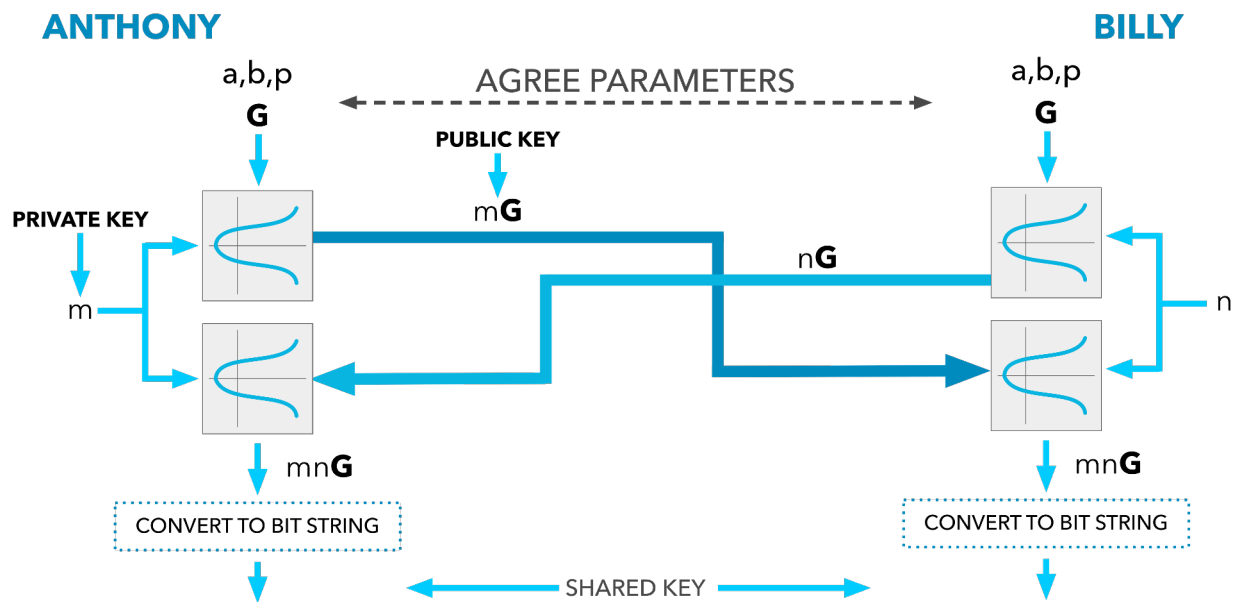 ANTHONY
BILLY
a,b,p
AGREE PARAMETERS
a,b,p
G
G
PUBLIC KEY
mG
PRIVATE KEY
nG
m
n
mnG
mnG
CONVERT TO BIT STRING
CONVERT TO BIT STRING
SHARED KEY